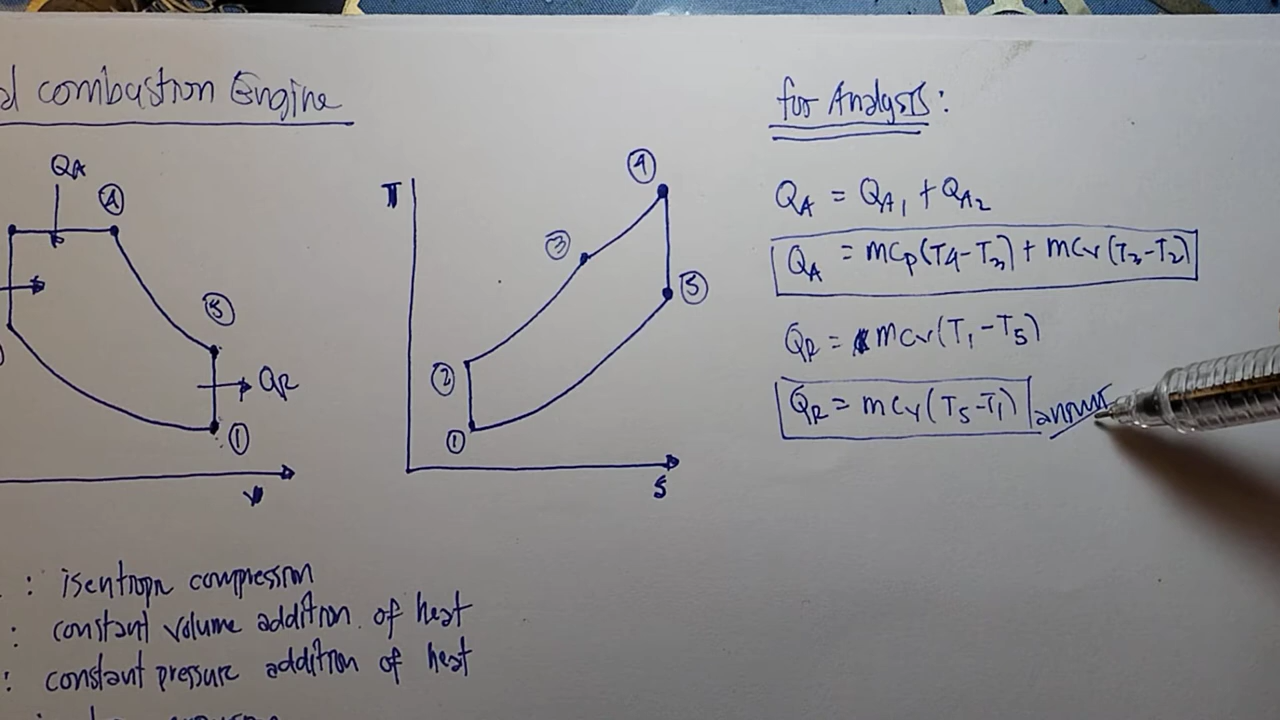 d combustion Engine
QA
④
⑤
QR
①
V
T
④
③
⑤
②
①
S
for Analysis:
QA = QA1 + QA2
QA = mCp(T4-T3) + mCv(T3-T2)
QR = mCv(T1-T5)
QR = mCv(T5-T1)
: isentropic compression
: constant volume addition of heat
: constant pressure addition of heat